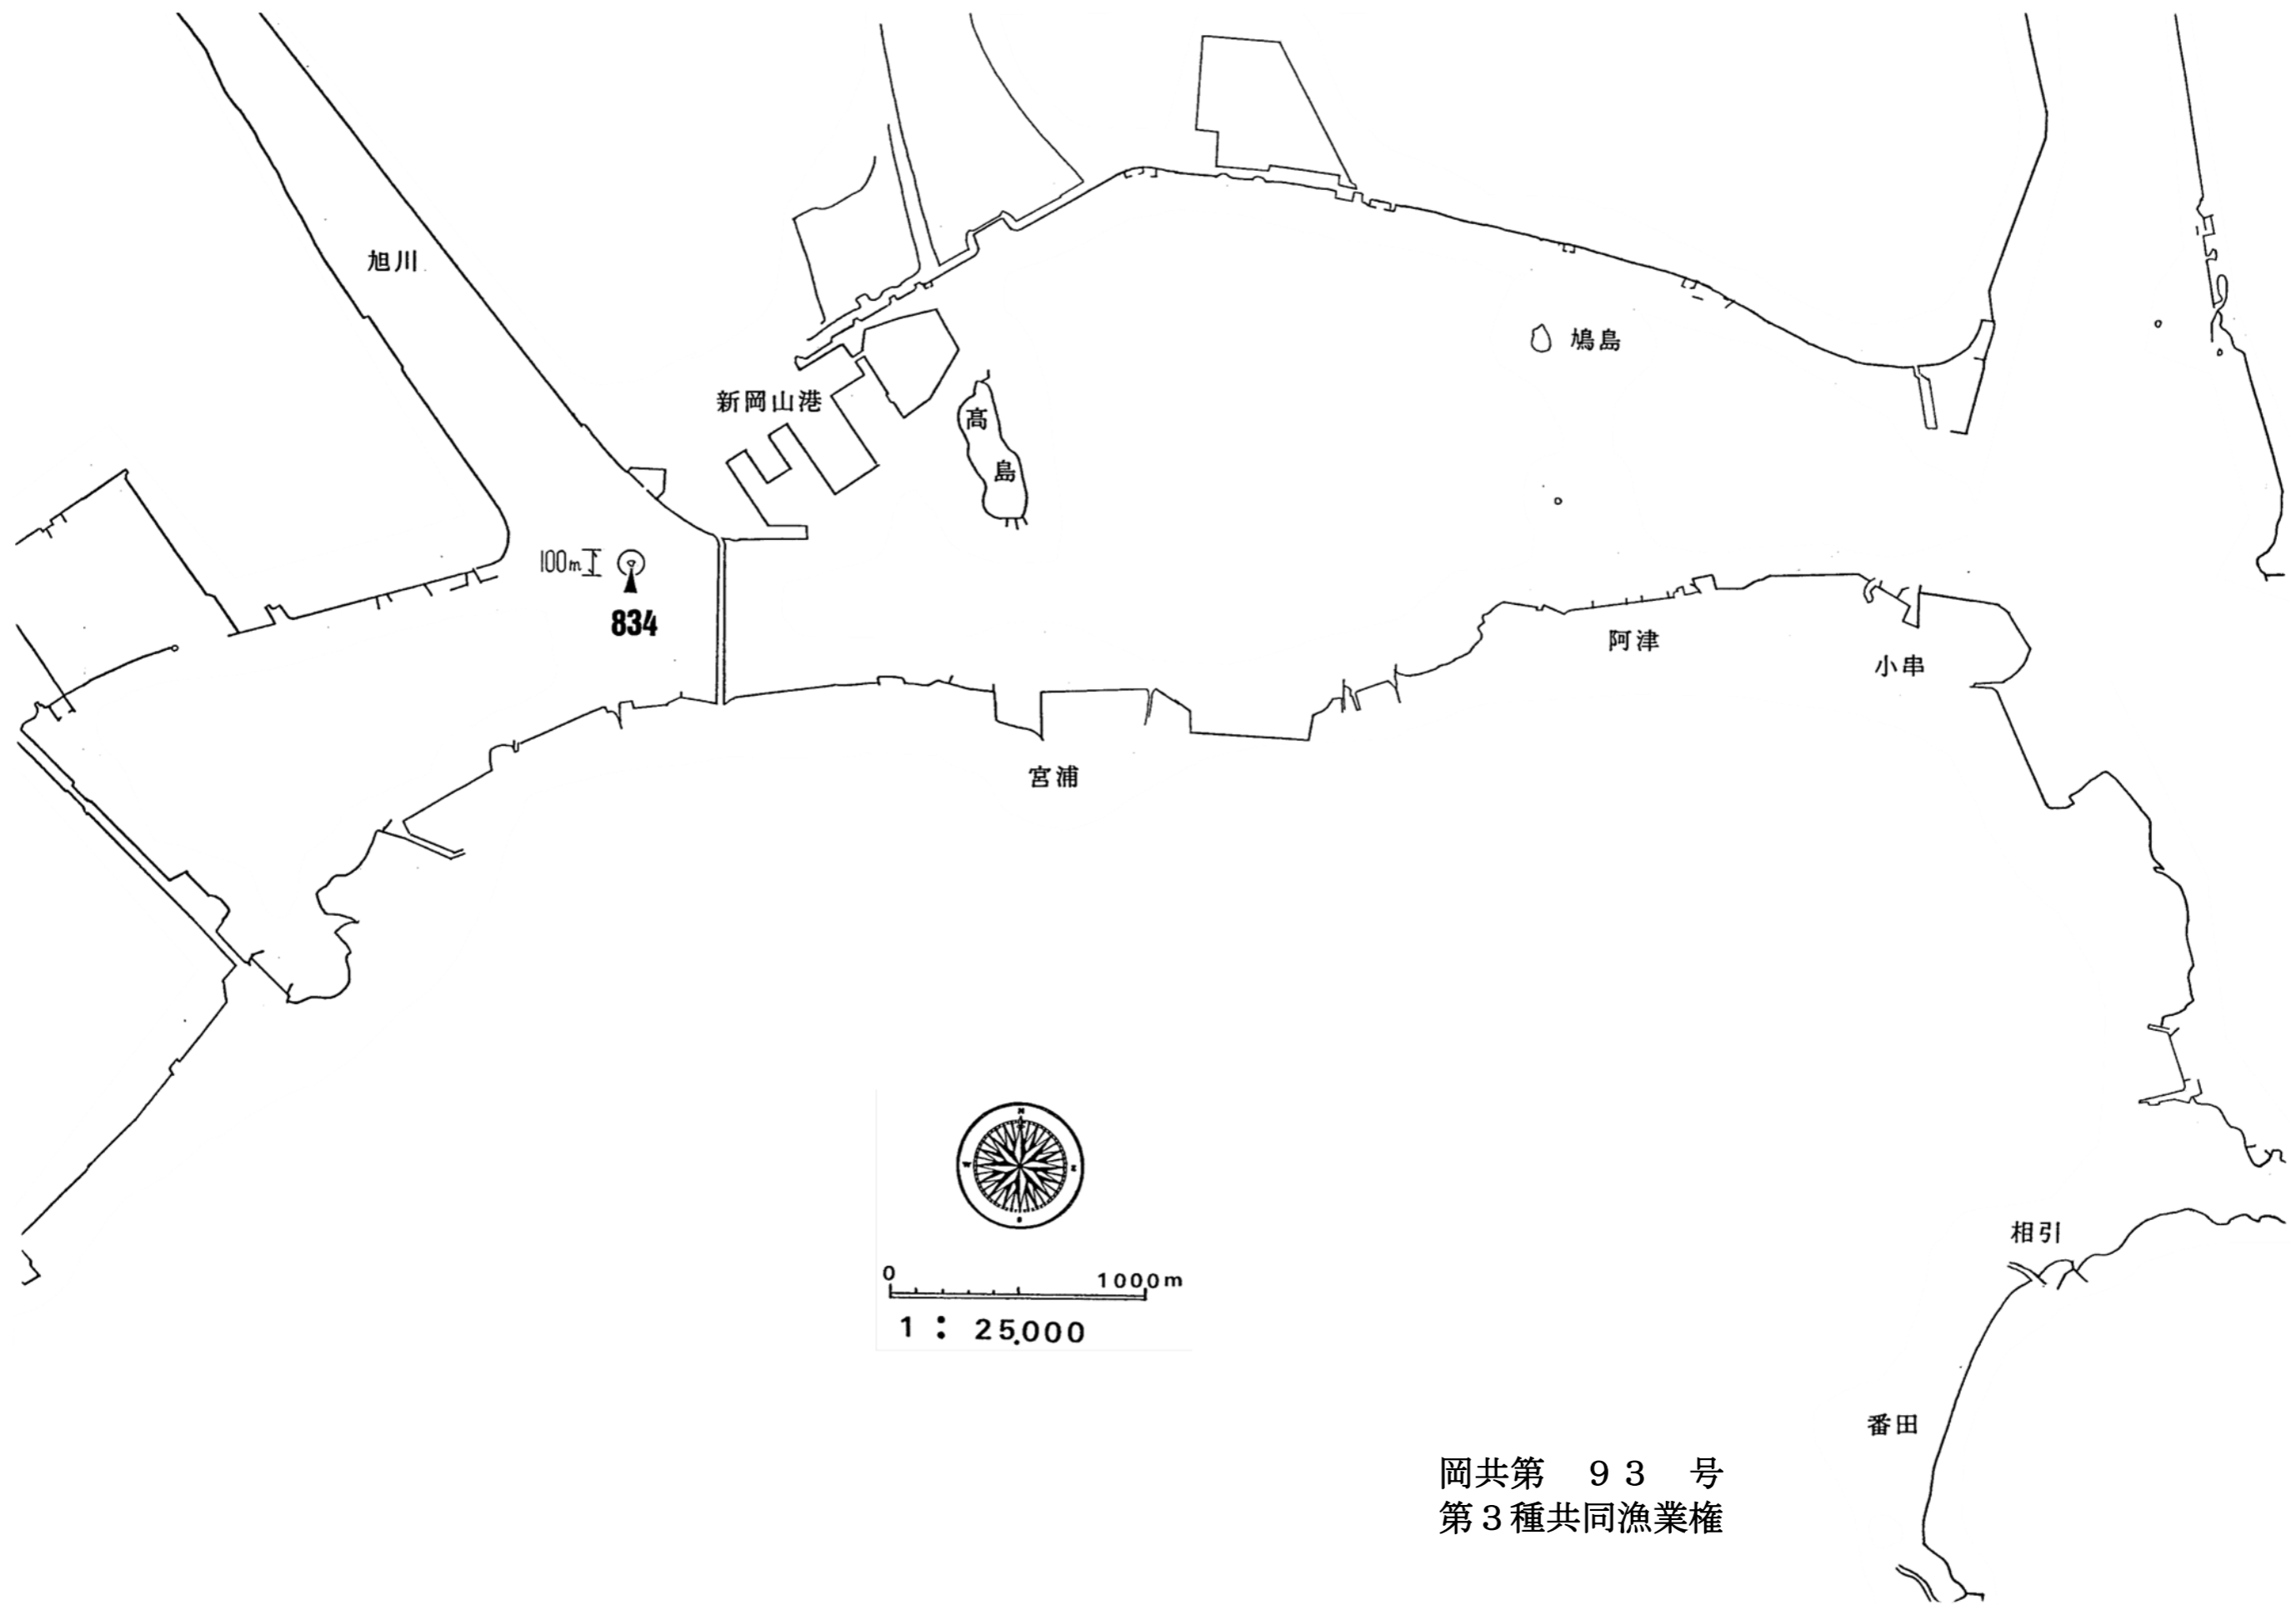 旭川
鳩島
新岡山港
高
島
100m
834
阿津
小串
宮浦
N
W
E
S
相引
0 1000m
1 : 25,000
番田
岡共第 93 号
第3種共同漁業権